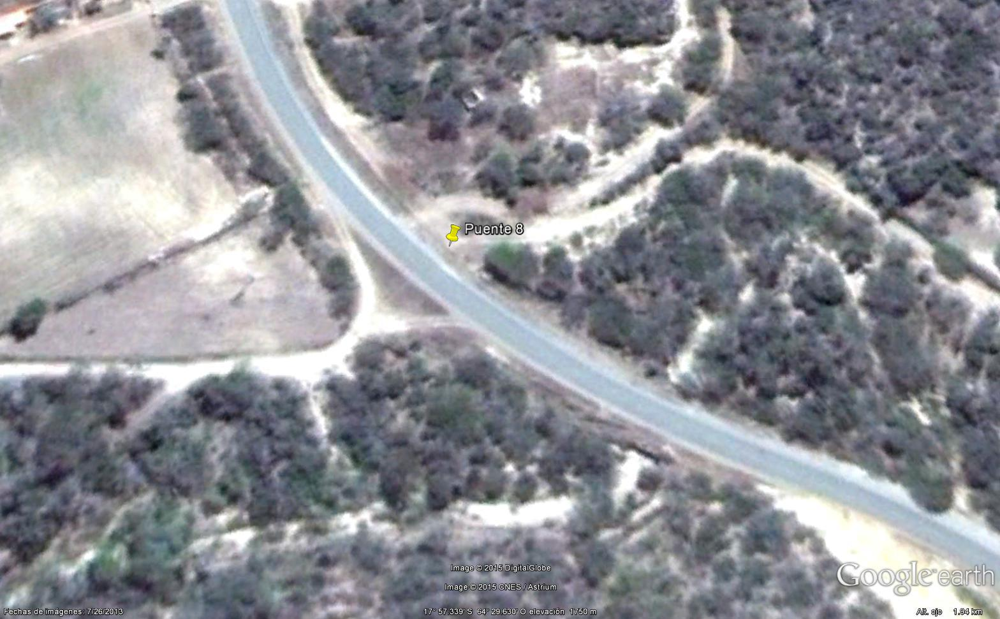 Puente 8
Image © 2015 DigitalGlobe
Image © 2015 CNES / Astrium
Google earth
Fechas de imágenes: 7/26/2013
17° 57.339' S 64° 29.630' O elevación 1750 m
Alt. ojo 1.94 km